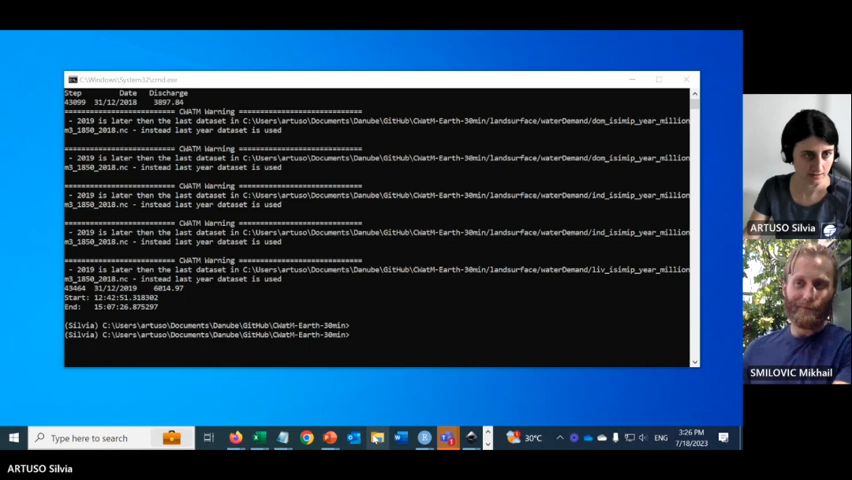 C:\Windows\System32\cmd.exe
Step Date Discharge
43099 31/12/2018 3897.84
========================== CWATM Warning =============================
- 2019 is later then the last dataset in C:\Users\artuso\Documents\Danube\GitHub\CWatM-Earth-30min/landsurface/waterDemand/dom_isimip_year_million
m3_1850_2018.nc - instead last year dataset is used
========================== CWATM Warning =============================
- 2019 is later then the last dataset in C:\Users\artuso\Documents\Danube\GitHub\CWatM-Earth-30min/landsurface/waterDemand/dom_isimip_year_million
m3_1850_2018.nc - instead last year dataset is used
========================== CWATM Warning =============================
- 2019 is later then the last dataset in C:\Users\artuso\Documents\Danube\GitHub\CWatM-Earth-30min/landsurface/waterDemand/ind_isimip_year_million
m3_1850_2018.nc - instead last year dataset is used
========================== CWATM Warning =============================
- 2019 is later then the last dataset in C:\Users\artuso\Documents\Danube\GitHub\CWatM-Earth-30min/landsurface/waterDemand/ind_isimip_year_million
m3_1850_2018.nc - instead last year dataset is used
========================== CWATM Warning =============================
- 2019 is later then the last dataset in C:\Users\artuso\Documents\Danube\GitHub\CWatM-Earth-30min/landsurface/waterDemand/liv_isimip_year_million
m3_1850_2018.nc - instead last year dataset is used
43464 31/12/2019 6014.97
Start: 12:42:51.318302
End: 15:07:26.875297
(Silvia) C:\Users\artuso\Documents\Danube\GitHub\CWatM-Earth-30min>
(Silvia) C:\Users\artuso\Documents\Danube\GitHub\CWatM-Earth-30min>
ARTUSO Silvia
SMILOVIC Mikhail
Type here to search
30°C
ENG
3:26 PM
7/18/2023
ARTUSO Silvia